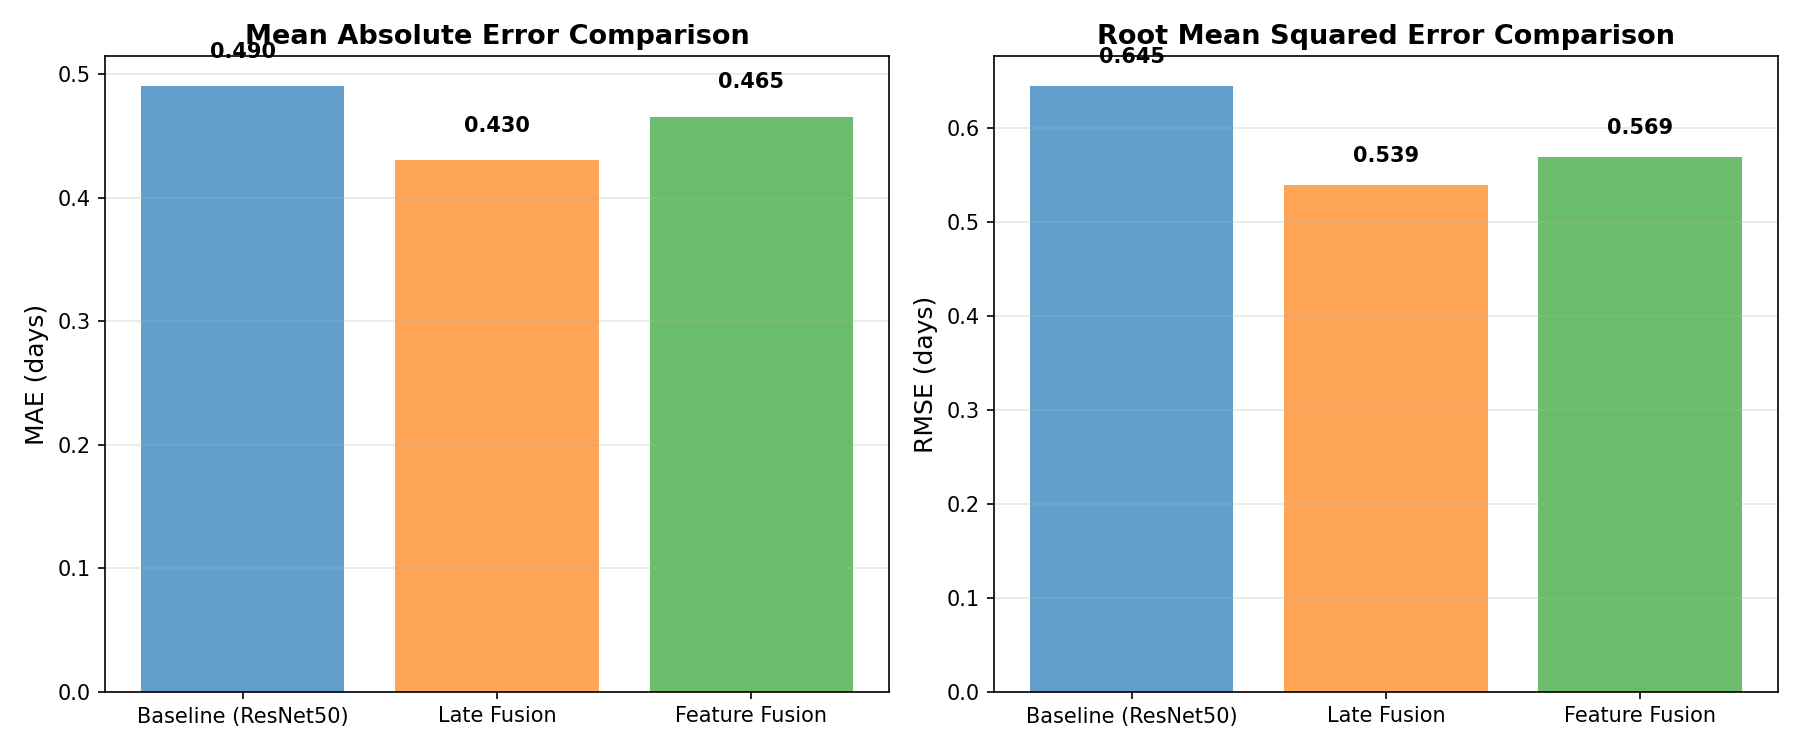 Mean Absolute Error Comparison
0.490
0.430
0.465
0.5
0.4
0.3
0.2
0.1
0.0
MAE (days)
Baseline (ResNet50)
Late Fusion
Feature Fusion
Root Mean Squared Error Comparison
0.645
0.539
0.569
0.6
0.5
0.4
0.3
0.2
0.1
0.0
RMSE (days)
Baseline (ResNet50)
Late Fusion
Feature Fusion